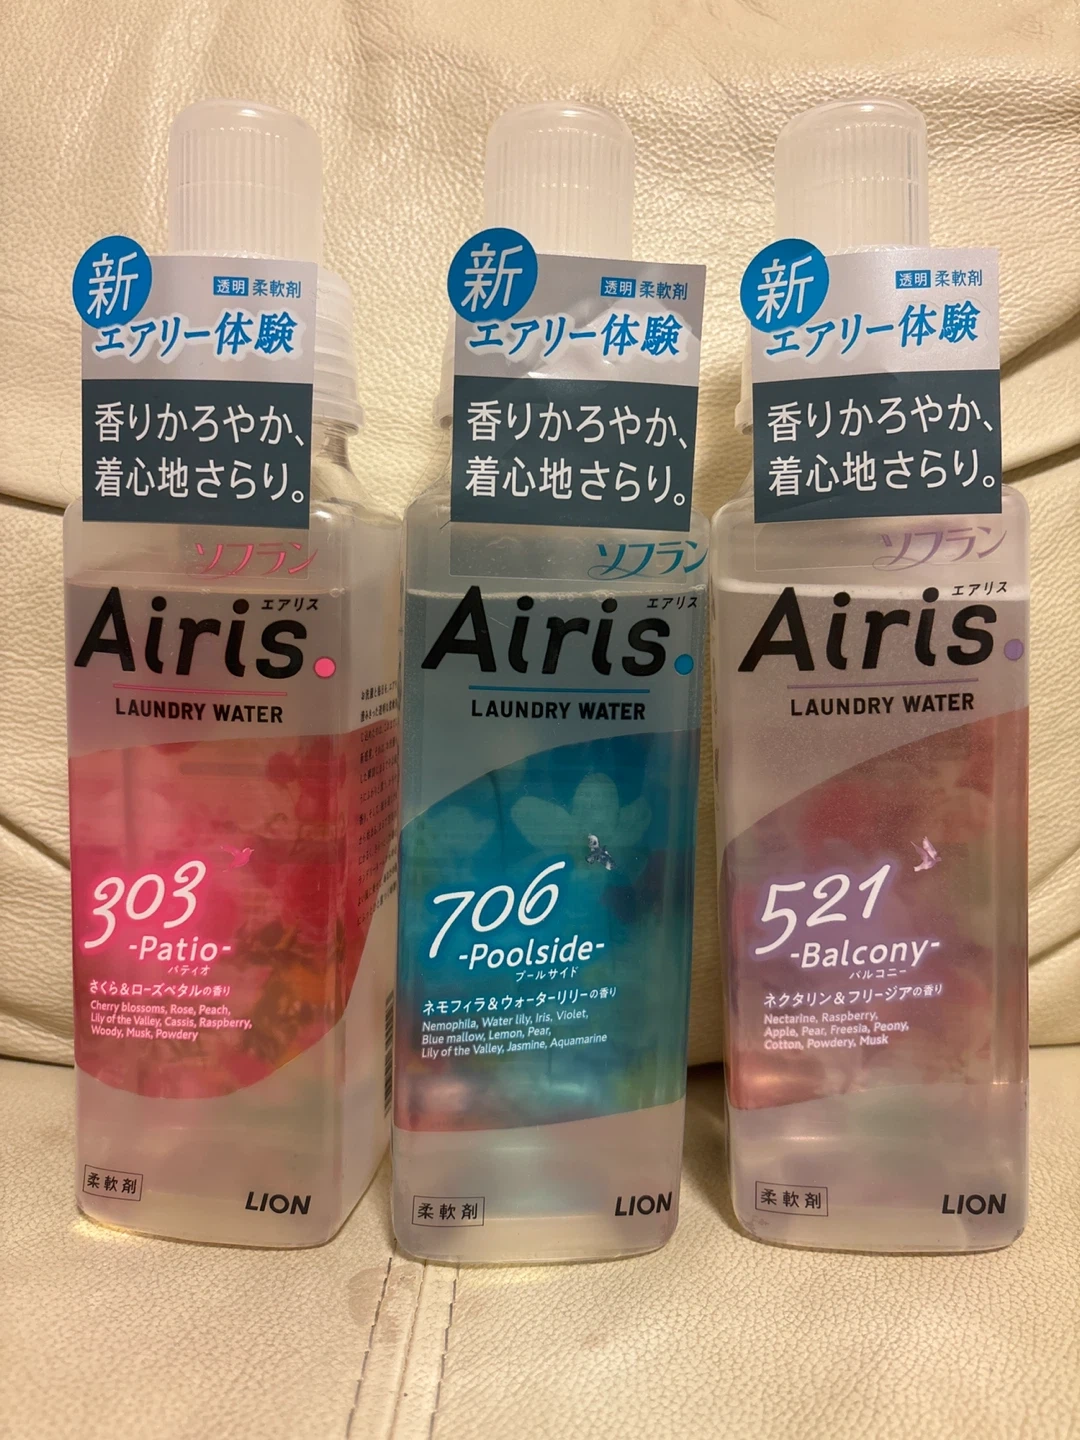 新
透明 柔軟剤
エアリー体験
香りかろやか、
着心地さらり。
ソフラン
エアリス
Airis.
LAUNDRY WATER
303
-Patio-
パティオ
さくら&ローズペタルの香り
Cherry blossoms, Rose, Peach,
Lily of the Valley, Cassis, Raspberry,
Woody, Musk, Powdery
柔軟剤
LION
新
透明 柔軟剤
エアリー体験
香りかろやか、
着心地さらり。
ソフラン
エアリス
Airis.
LAUNDRY WATER
706
-Poolside-
プールサイド
ネモフィラ&ウォーターリリーの香り
Nemophila, Water lily, Iris, Violet,
Blue mallow, Lemon, Pear,
Lily of the Valley, Jasmine, Aquamarine
柔軟剤
LION
新
透明 柔軟剤
エアリー体験
香りかろやか、
着心地さらり。
ソフラン
エアリス
Airis.
LAUNDRY WATER
521
-Balcony-
バルコニー
ネクタリン&フリージアの香り
Nectarine, Raspberry,
Apple, Pear, Freesia, Peony,
Cotton, Powdery, Musk
柔軟剤
LION